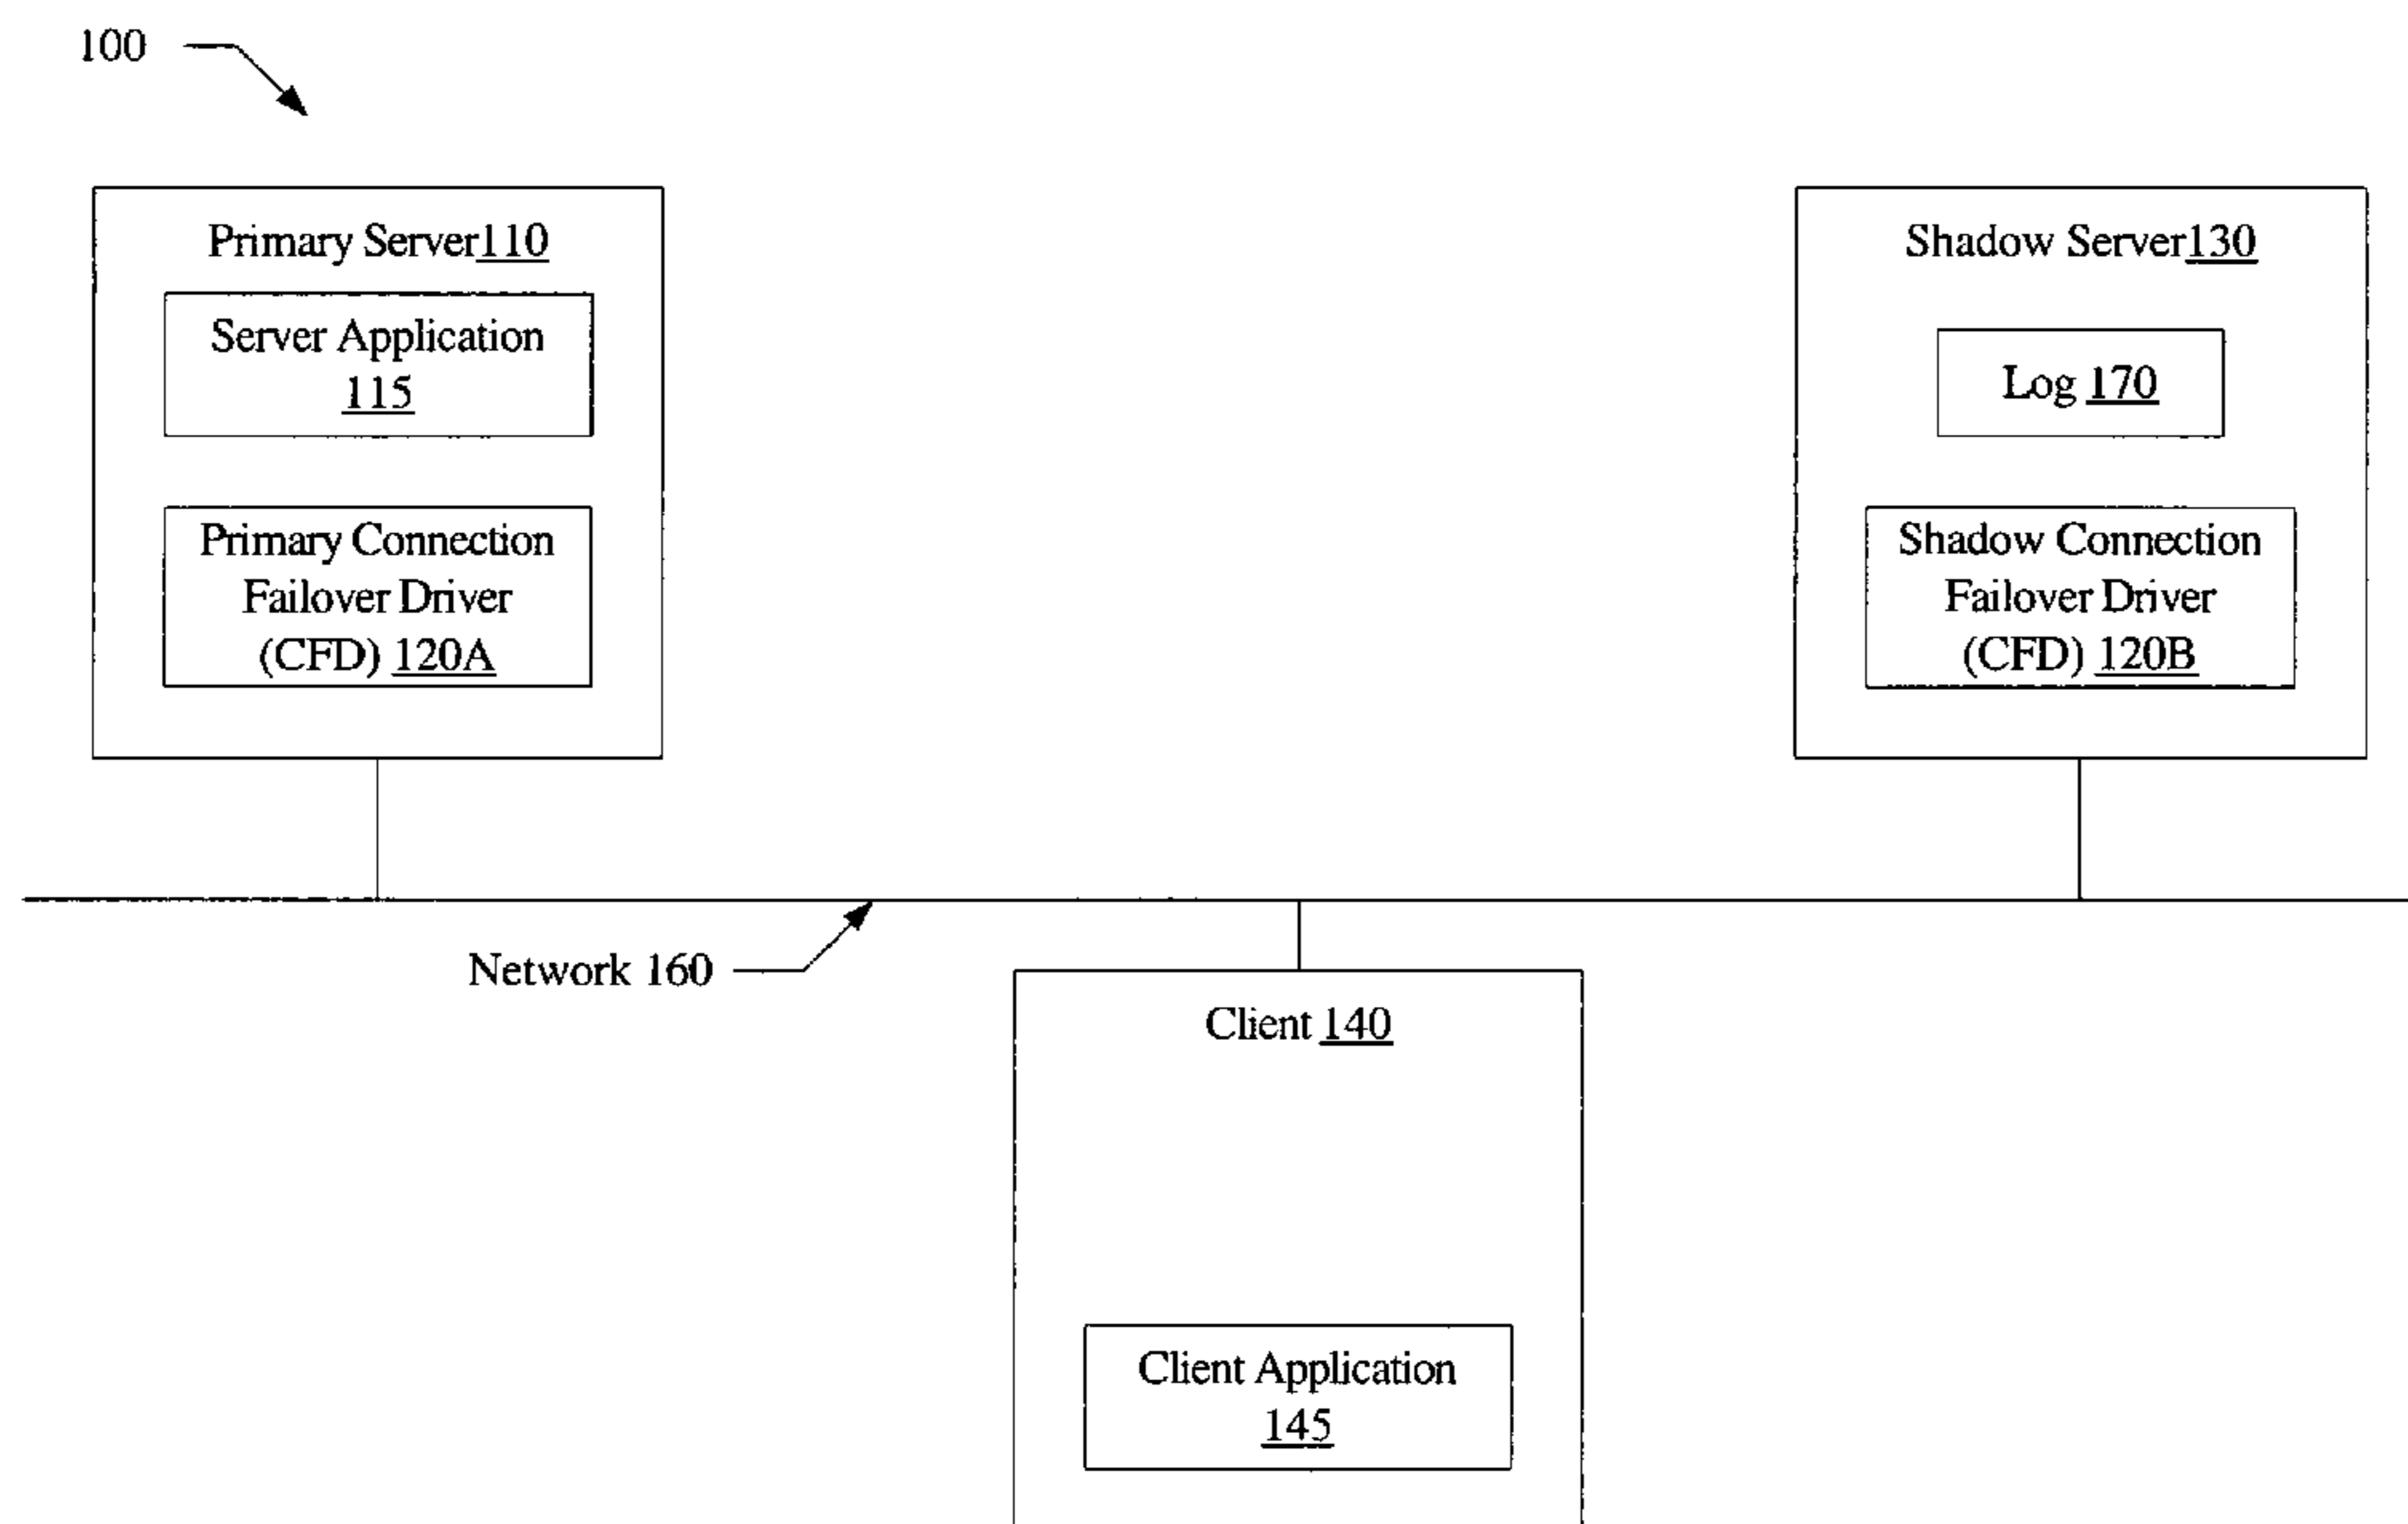 100
Primary Server110
Server Application
115
Primary Connection
Failover Driver
(CFD) 120A
Shadow Server130
Log 170
Shadow Connection
Failover Driver
(CFD) 120B
Network 160
Client 140
Client Application
145